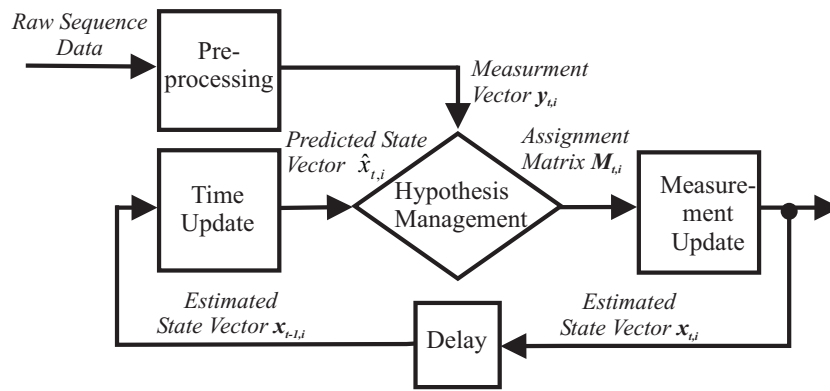 Raw Sequence
Data
Pre-
processing
Measurment
Vector y_{t,i}
Predicted State
Vector x̂_{t,i}
Assignment
Matrix M_{t,i}
Time
Update
Hypothesis
Management
Measure-
ment
Update
Estimated
State Vector x_{t-1,i}
Delay
Estimated
State Vector x_{t,i}